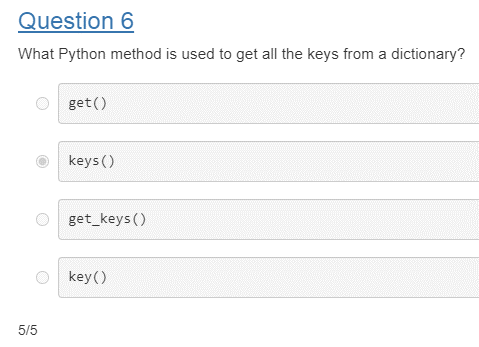 Question 6
What Python method is used to get all the keys from a dictionary?
get()
keys()
get_keys()
key()
5/5